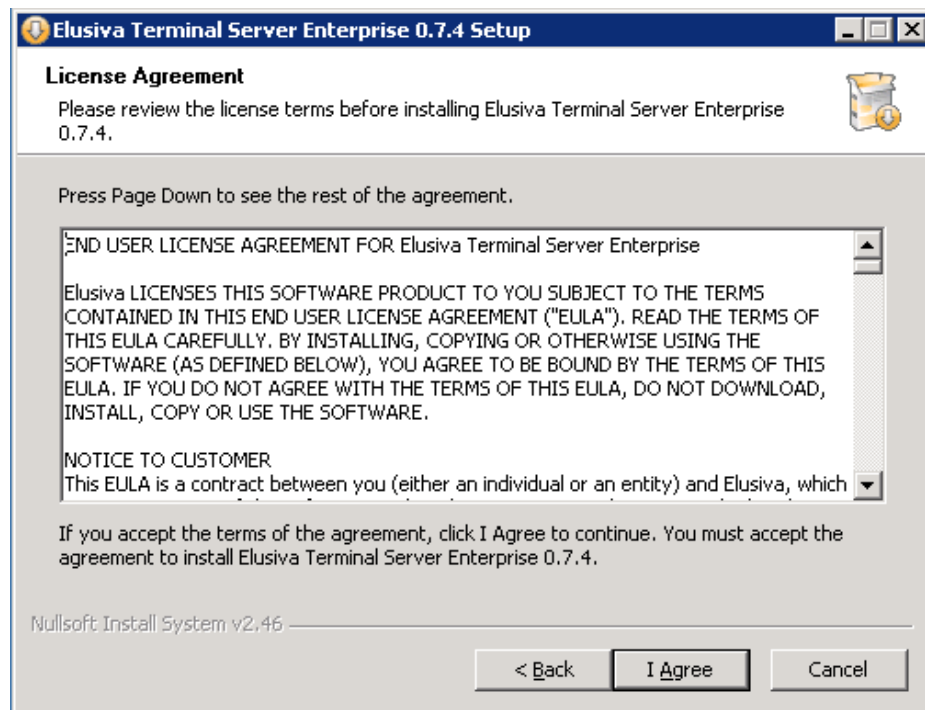 Elusiva Terminal Server Enterprise 0.7.4 Setup
License Agreement
Please review the license terms before installing Elusiva Terminal Server Enterprise
0.7.4.
Press Page Down to see the rest of the agreement.
END USER LICENSE AGREEMENT FOR Elusiva Terminal Server Enterprise
Elusiva LICENSES THIS SOFTWARE PRODUCT TO YOU SUBJECT TO THE TERMS
CONTAINED IN THIS END USER LICENSE AGREEMENT ("EULA"). READ THE TERMS OF
THIS EULA CAREFULLY. BY INSTALLING, COPYING OR OTHERWISE USING THE
SOFTWARE (AS DEFINED BELOW), YOU AGREE TO BE BOUND BY THE TERMS OF THIS
EULA. IF YOU DO NOT AGREE WITH THE TERMS OF THIS EULA, DO NOT DOWNLOAD,
INSTALL, COPY OR USE THE SOFTWARE.
NOTICE TO CUSTOMER
This EULA is a contract between you (either an individual or an entity) and Elusiva, which
If you accept the terms of the agreement, click I Agree to continue. You must accept the
agreement to install Elusiva Terminal Server Enterprise 0.7.4.
Nullsoft Install System v2.46
< Back I Agree Cancel